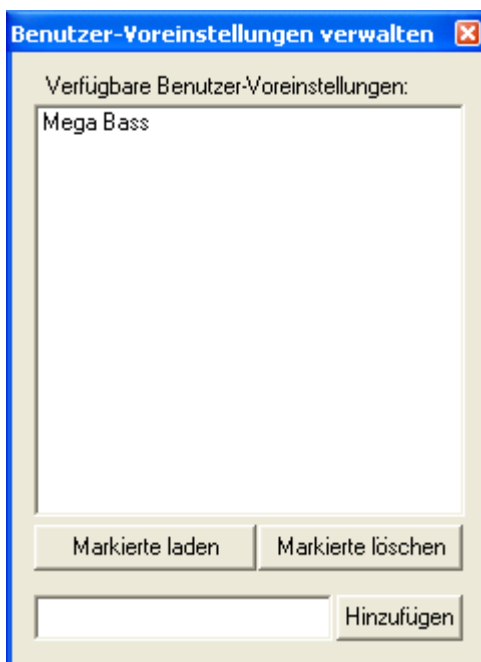 Benutzer-Voreinstellungen verwalten
Verfügbare Benutzer-Voreinstellungen:
Mega Bass
Markierte laden
Markierte löschen
Hinzufügen